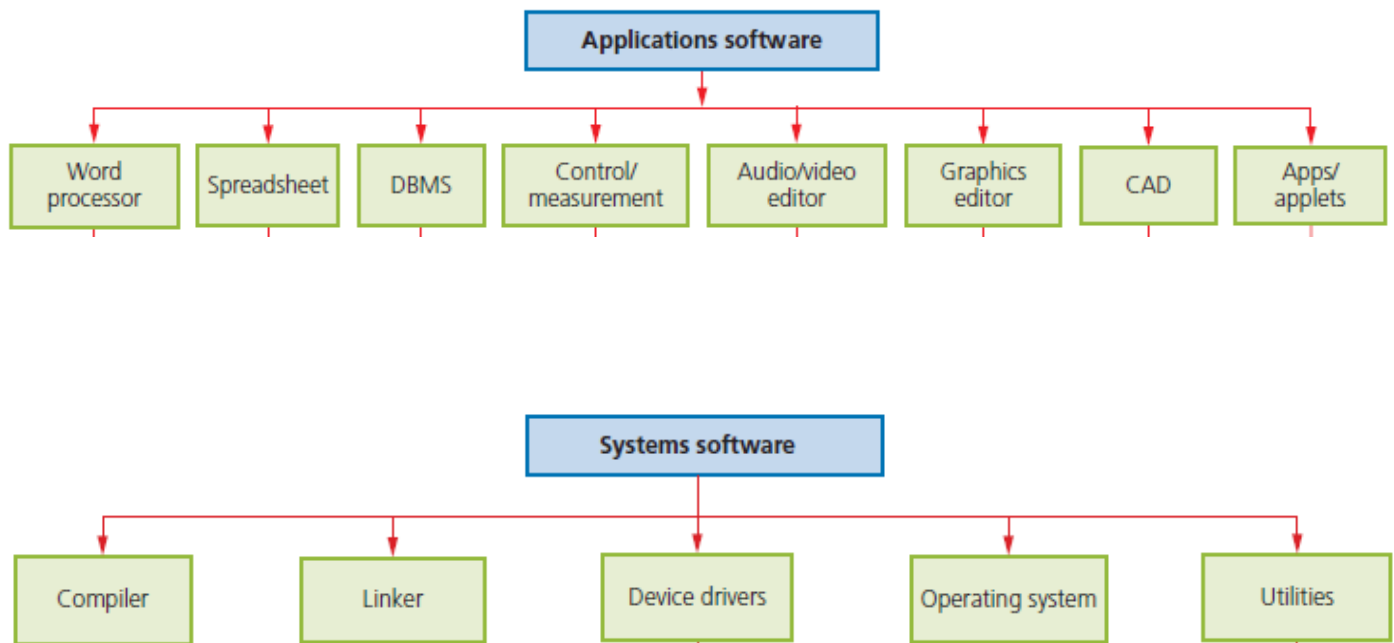 Applications software
Word
processor
Spreadsheet
DBMS
Control/
measurement
Audio/video
editor
Graphics
editor
CAD
Apps/
applets
Systems software
Compiler
Linker
Device drivers
Operating system
Utilities